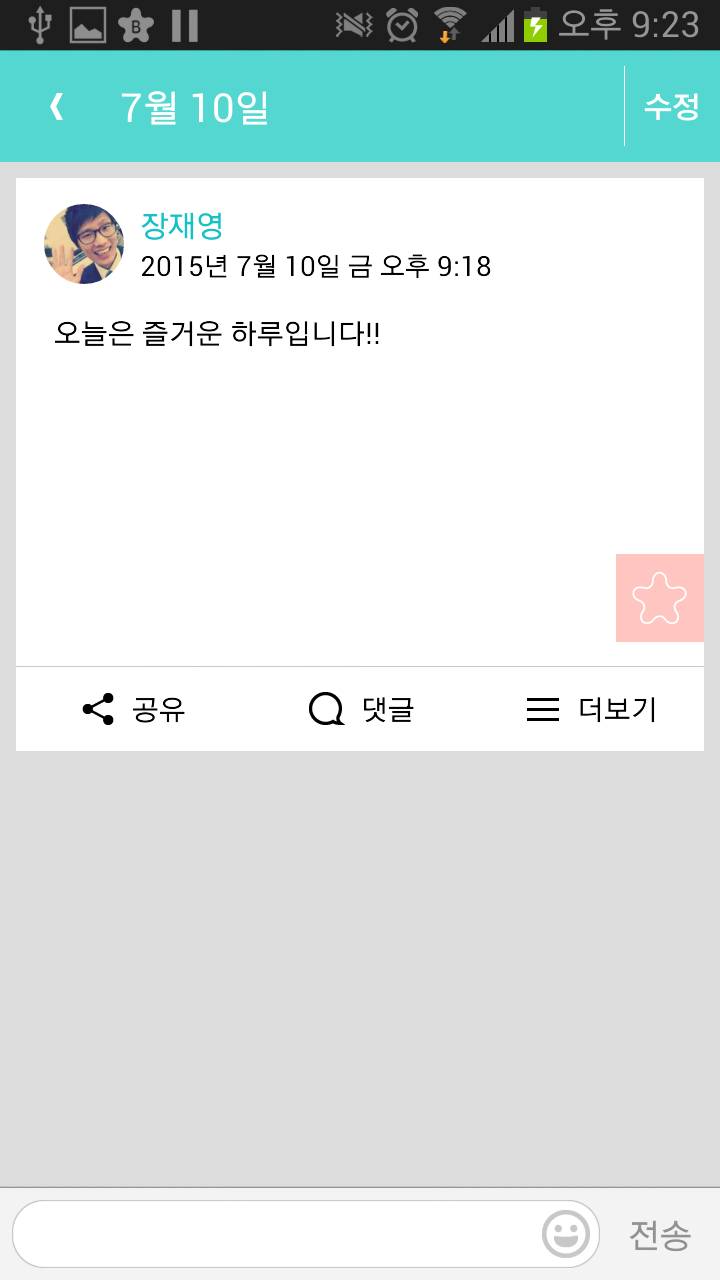 오후 9:23
7월 10일
수정
장재영
2015년 7월 10일 금 오후 9:18
오늘은 즐거운 하루입니다!!
공유 댓글 더보기
전송